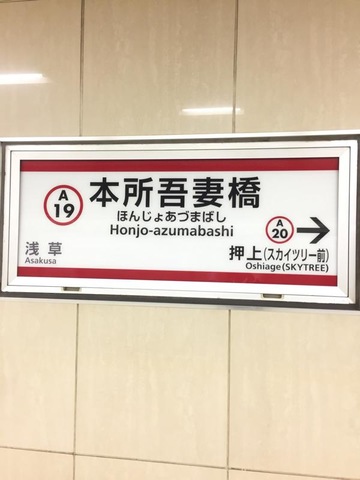 A
19
本所吾妻橋
ほんじょあづまばし
Honjo-azumabashi
浅草
Asakusa
A
20
押上(スカイツリー前)
Oshiage(SKYTREE)